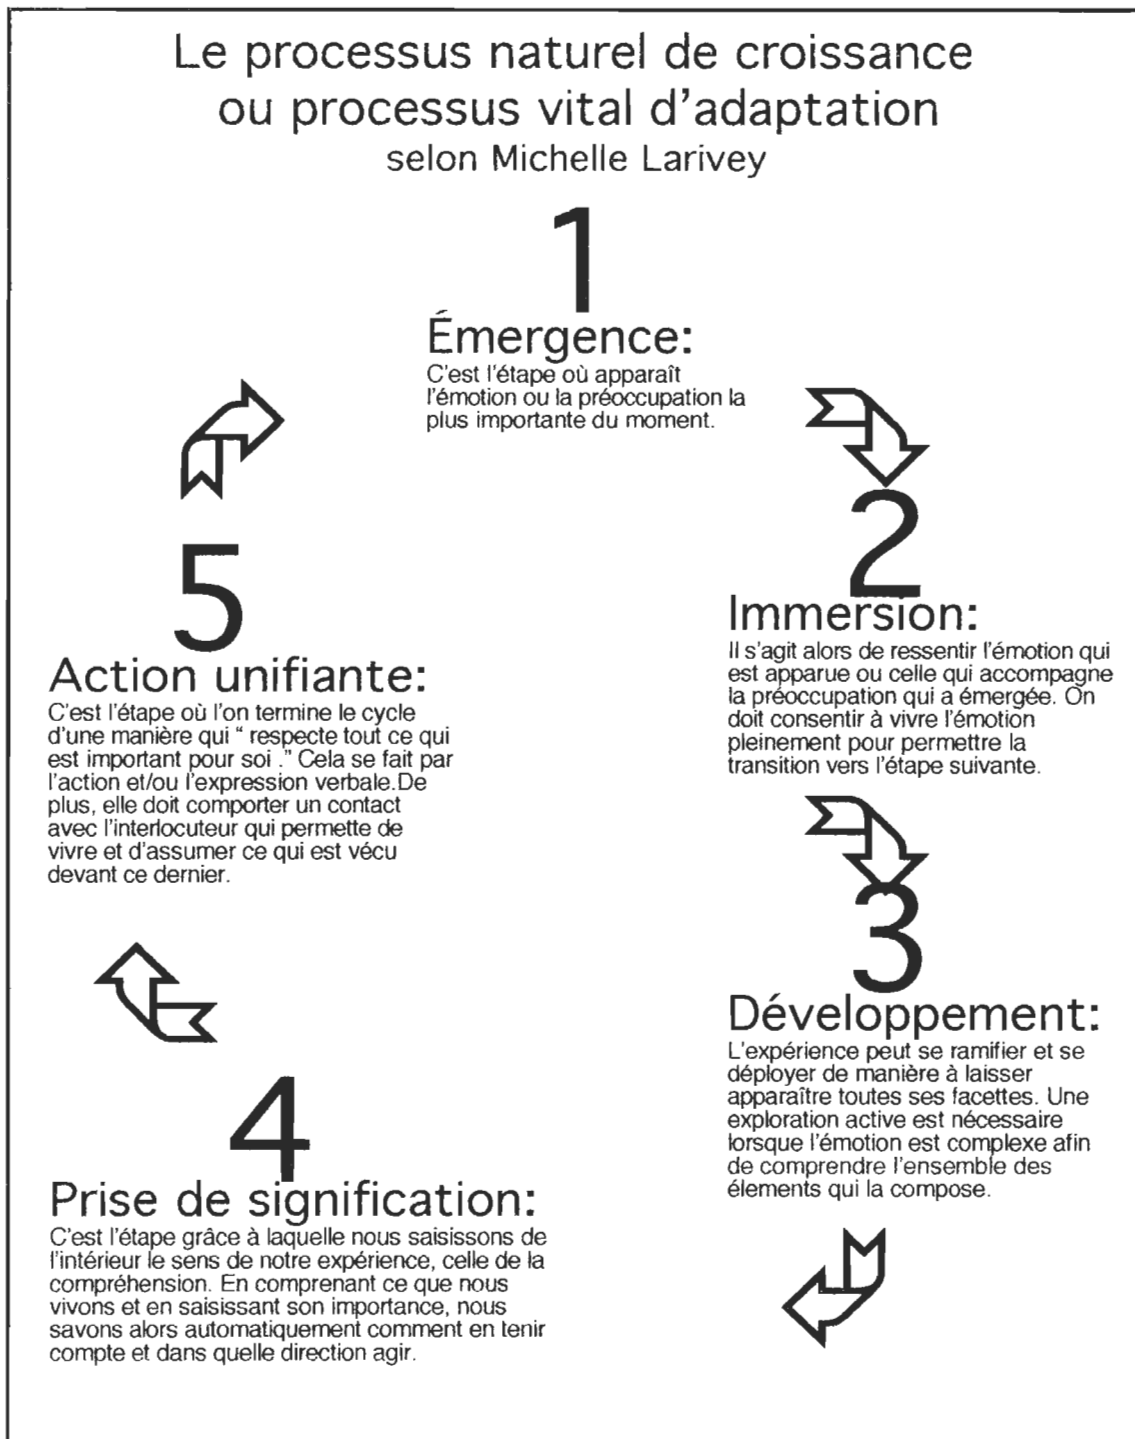 Le processus naturel de croissance
ou processus vital d'adaptation
selon Michelle Larivey
1
Émergence:
C'est l'étape où apparaît
l'émotion ou la préoccupation la
plus importante du moment.
2
Immersion:
Il s'agit alors de ressentir l'émotion qui
est apparue ou celle qui accompagne
la préoccupation qui a émergée. On
doit consentir à vivre l'émotion
pleinement pour permettre la
transition vers l'étape suivante.
3
Développement:
L'expérience peut se ramifier et se
déployer de manière à laisser
apparaître toutes ses facettes. Une
exploration active est nécessaire
lorsque l'émotion est complexe afin
de comprendre l'ensemble des
élements qui la compose.
4
Prise de signification:
C'est l'étape grâce à laquelle nous saisissons de
l'intérieur le sens de notre expérience, celle de la
compréhension. En comprenant ce que nous
vivons et en saisissant son importance, nous
savons alors automatiquement comment en tenir
compte et dans quelle direction agir.
5
Action unifiante:
C'est l'étape où l'on termine le cycle
d'une manière qui " respecte tout ce qui
est important pour soi ." Cela se fait par
l'action et/ou l'expression verbale.De
plus, elle doit comporter un contact
avec l'interlocuteur qui permette de
vivre et d'assumer ce qui est vécu
devant ce dernier.